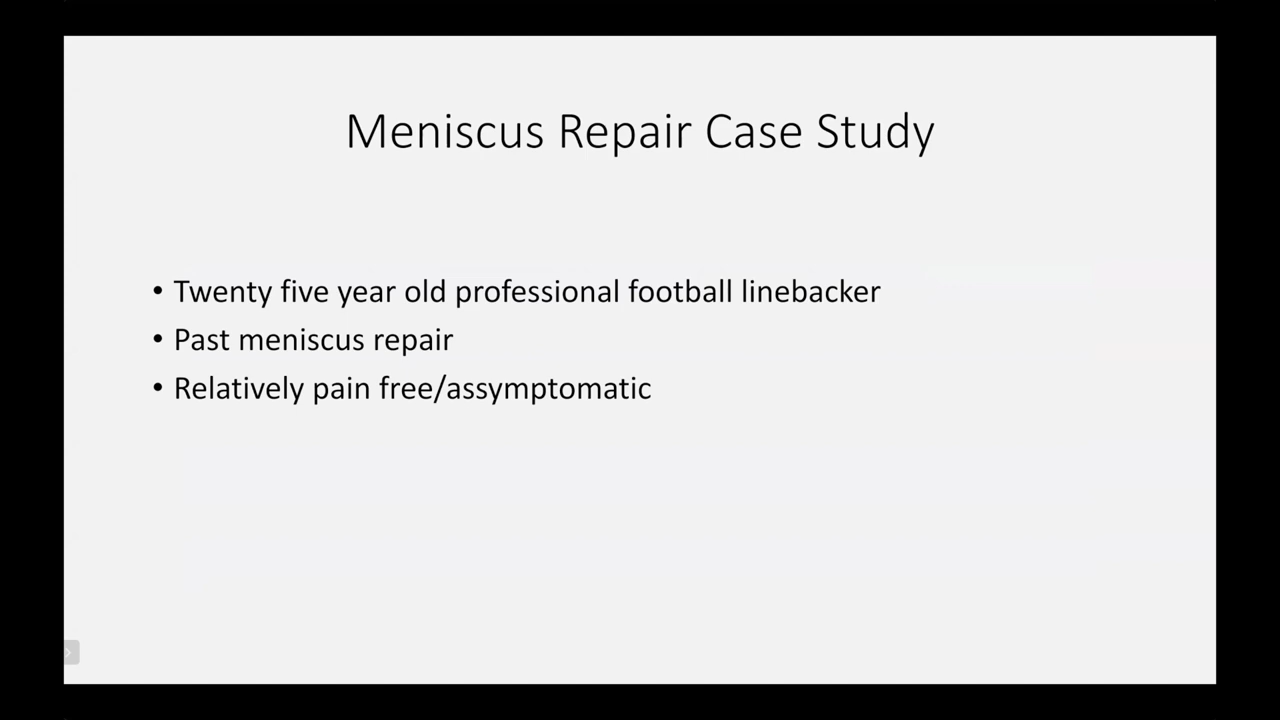 Meniscus Repair Case Study
• Twenty five year old professional football linebacker
• Past meniscus repair
• Relatively pain free/assymptomatic